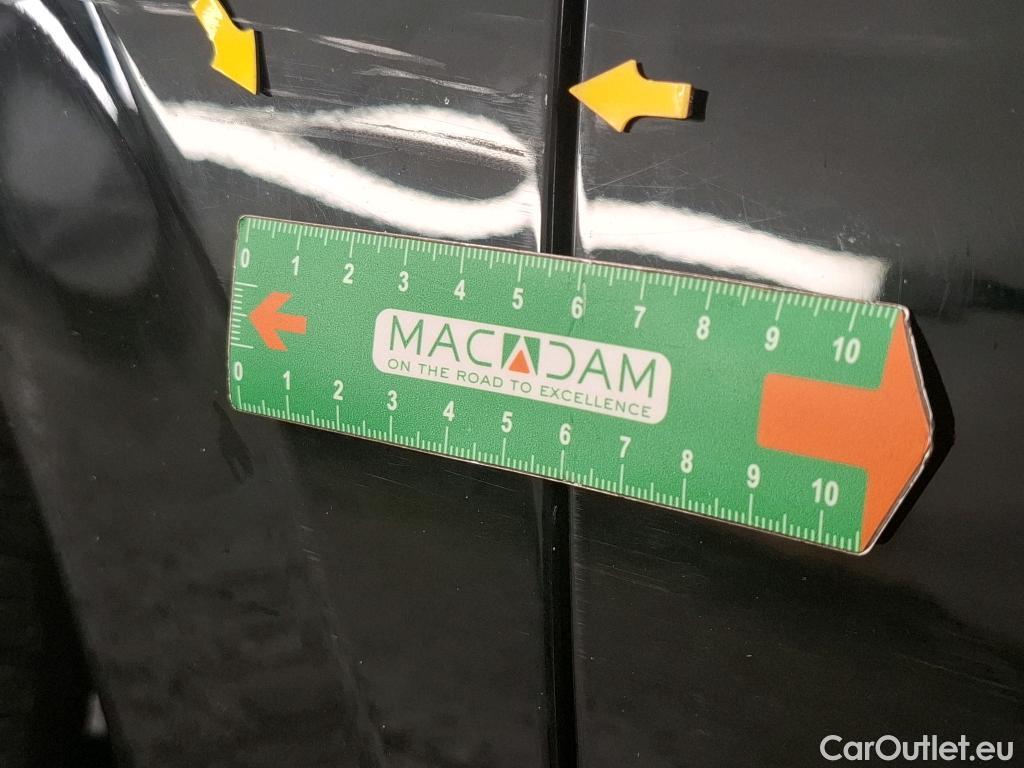 0 1 2 3 4 5 6 7 8 9 10
MACADAM
ON THE ROAD TO EXCELLENCE
0 1 2 3 4 5 6 7 8 9 10
CarOutlet.eu